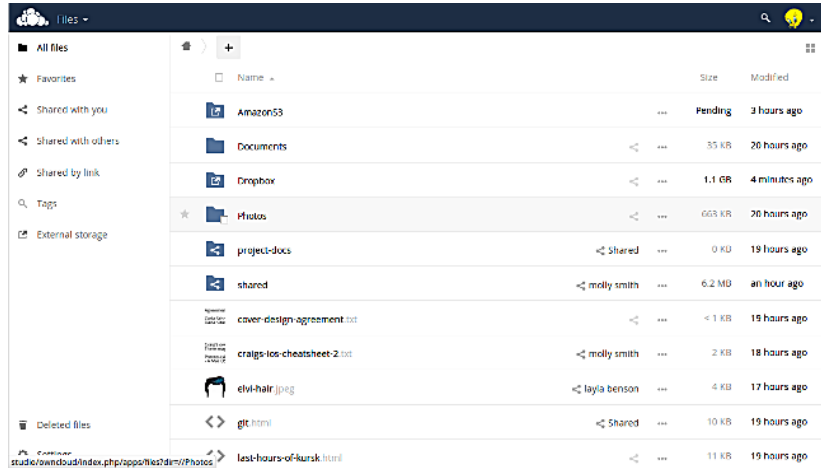 Files
All files
Favorites
Shared with you
Shared with others
Shared by link
Tags
External storage
Deleted files
Settings
Name Size Modified
AmazonS3 Pending 3 hours ago
Documents 35 KB 20 hours ago
Dropbox 1.1 GB 4 minutes ago
Photos 663 KB 20 hours ago
project-docs Shared 0 KB 19 hours ago
shared molly smith 6.2 MB an hour ago
cover-design-agreement.txt < 1 KB 19 hours ago
craigs-ios-cheatsheet-2.txt molly smith 2 KB 18 hours ago
elvi-hair.jpeg layla benson 4 KB 17 hours ago
git.html Shared 10 KB 19 hours ago
last-hours-of-kursk.html 11 KB 19 hours ago
studio/owncloud/index.php/apps/files?dir=//Photos